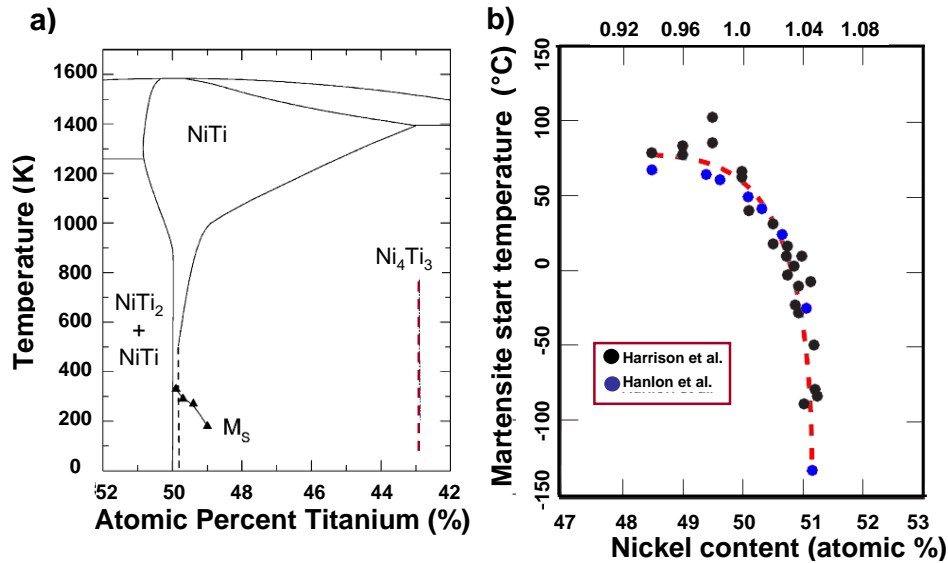 a)
1600
1400
1200
1000
800
600
400
200
0
Temperature (K)
NiTi
Ni4Ti3
NiTi2
+
NiTi
MS
52 50 48 46 44 42
Atomic Percent Titanium (%)
b)
0.92 0.96 1.0 1.04 1.08
150
100
50
0
-50
-100
-150
Martensite start temperature (°C)
Harrison et al.
Hanlon et al.
47 48 49 50 51 52 53
Nickel content (atomic %)